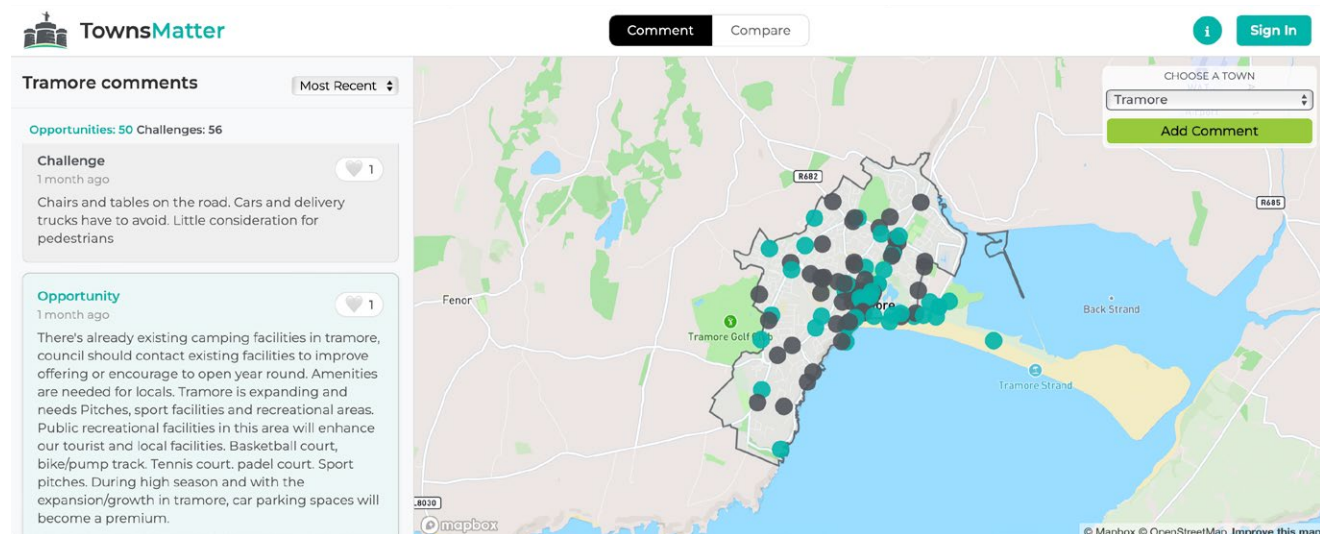 TownsMatter
Comment
Compare
i
Sign In
Tramore comments
Most Recent
Opportunities: 50 Challenges: 56
Challenge
1
1 month ago
Chairs and tables on the road. Cars and delivery
trucks have to avoid. Little consideration for
pedestrians
Opportunity
1
1 month ago
There's already existing camping facilities in tramore,
council should contact existing facilities to improve
offering or encourage to open year round. Amenities
are needed for locals. Tramore is expanding and
needs Pitches, sport facilities and recreational areas.
Public recreational facilities in this area will enhance
our tourist and local facilities. Basketball court,
bike/pump track. Tennis court. padel court. Sport
pitches. During high season and with the
expansion/growth in tramore, car parking spaces will
become a premium.
CHOOSE A TOWN
Tramore
Add Comment
R682
R685
Fenor
Back Strand
Tramore Golf
Tramore Strand
mapbox
© Mapbox © OpenStreetMap Improve this map